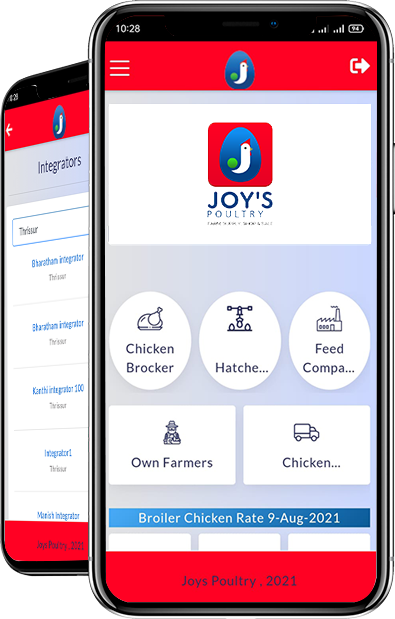 10:28
94
J
JOY'S
POULTRY
Chicken
Brocker
Hatche...
Feed
Compa...
Own Farmers
Chicken...
Broiler Chicken Rate 9-Aug-2021
Joys Poultry , 2021
10:28
J
Integrators
Thrissur
Bharatham integrator
Thrissur
Bharatham integrator
Thrissur
Kanthi integrator 100
Thrissur
Integrator1
Thrissur
Manish Integrator
Joys Poultry , 2021